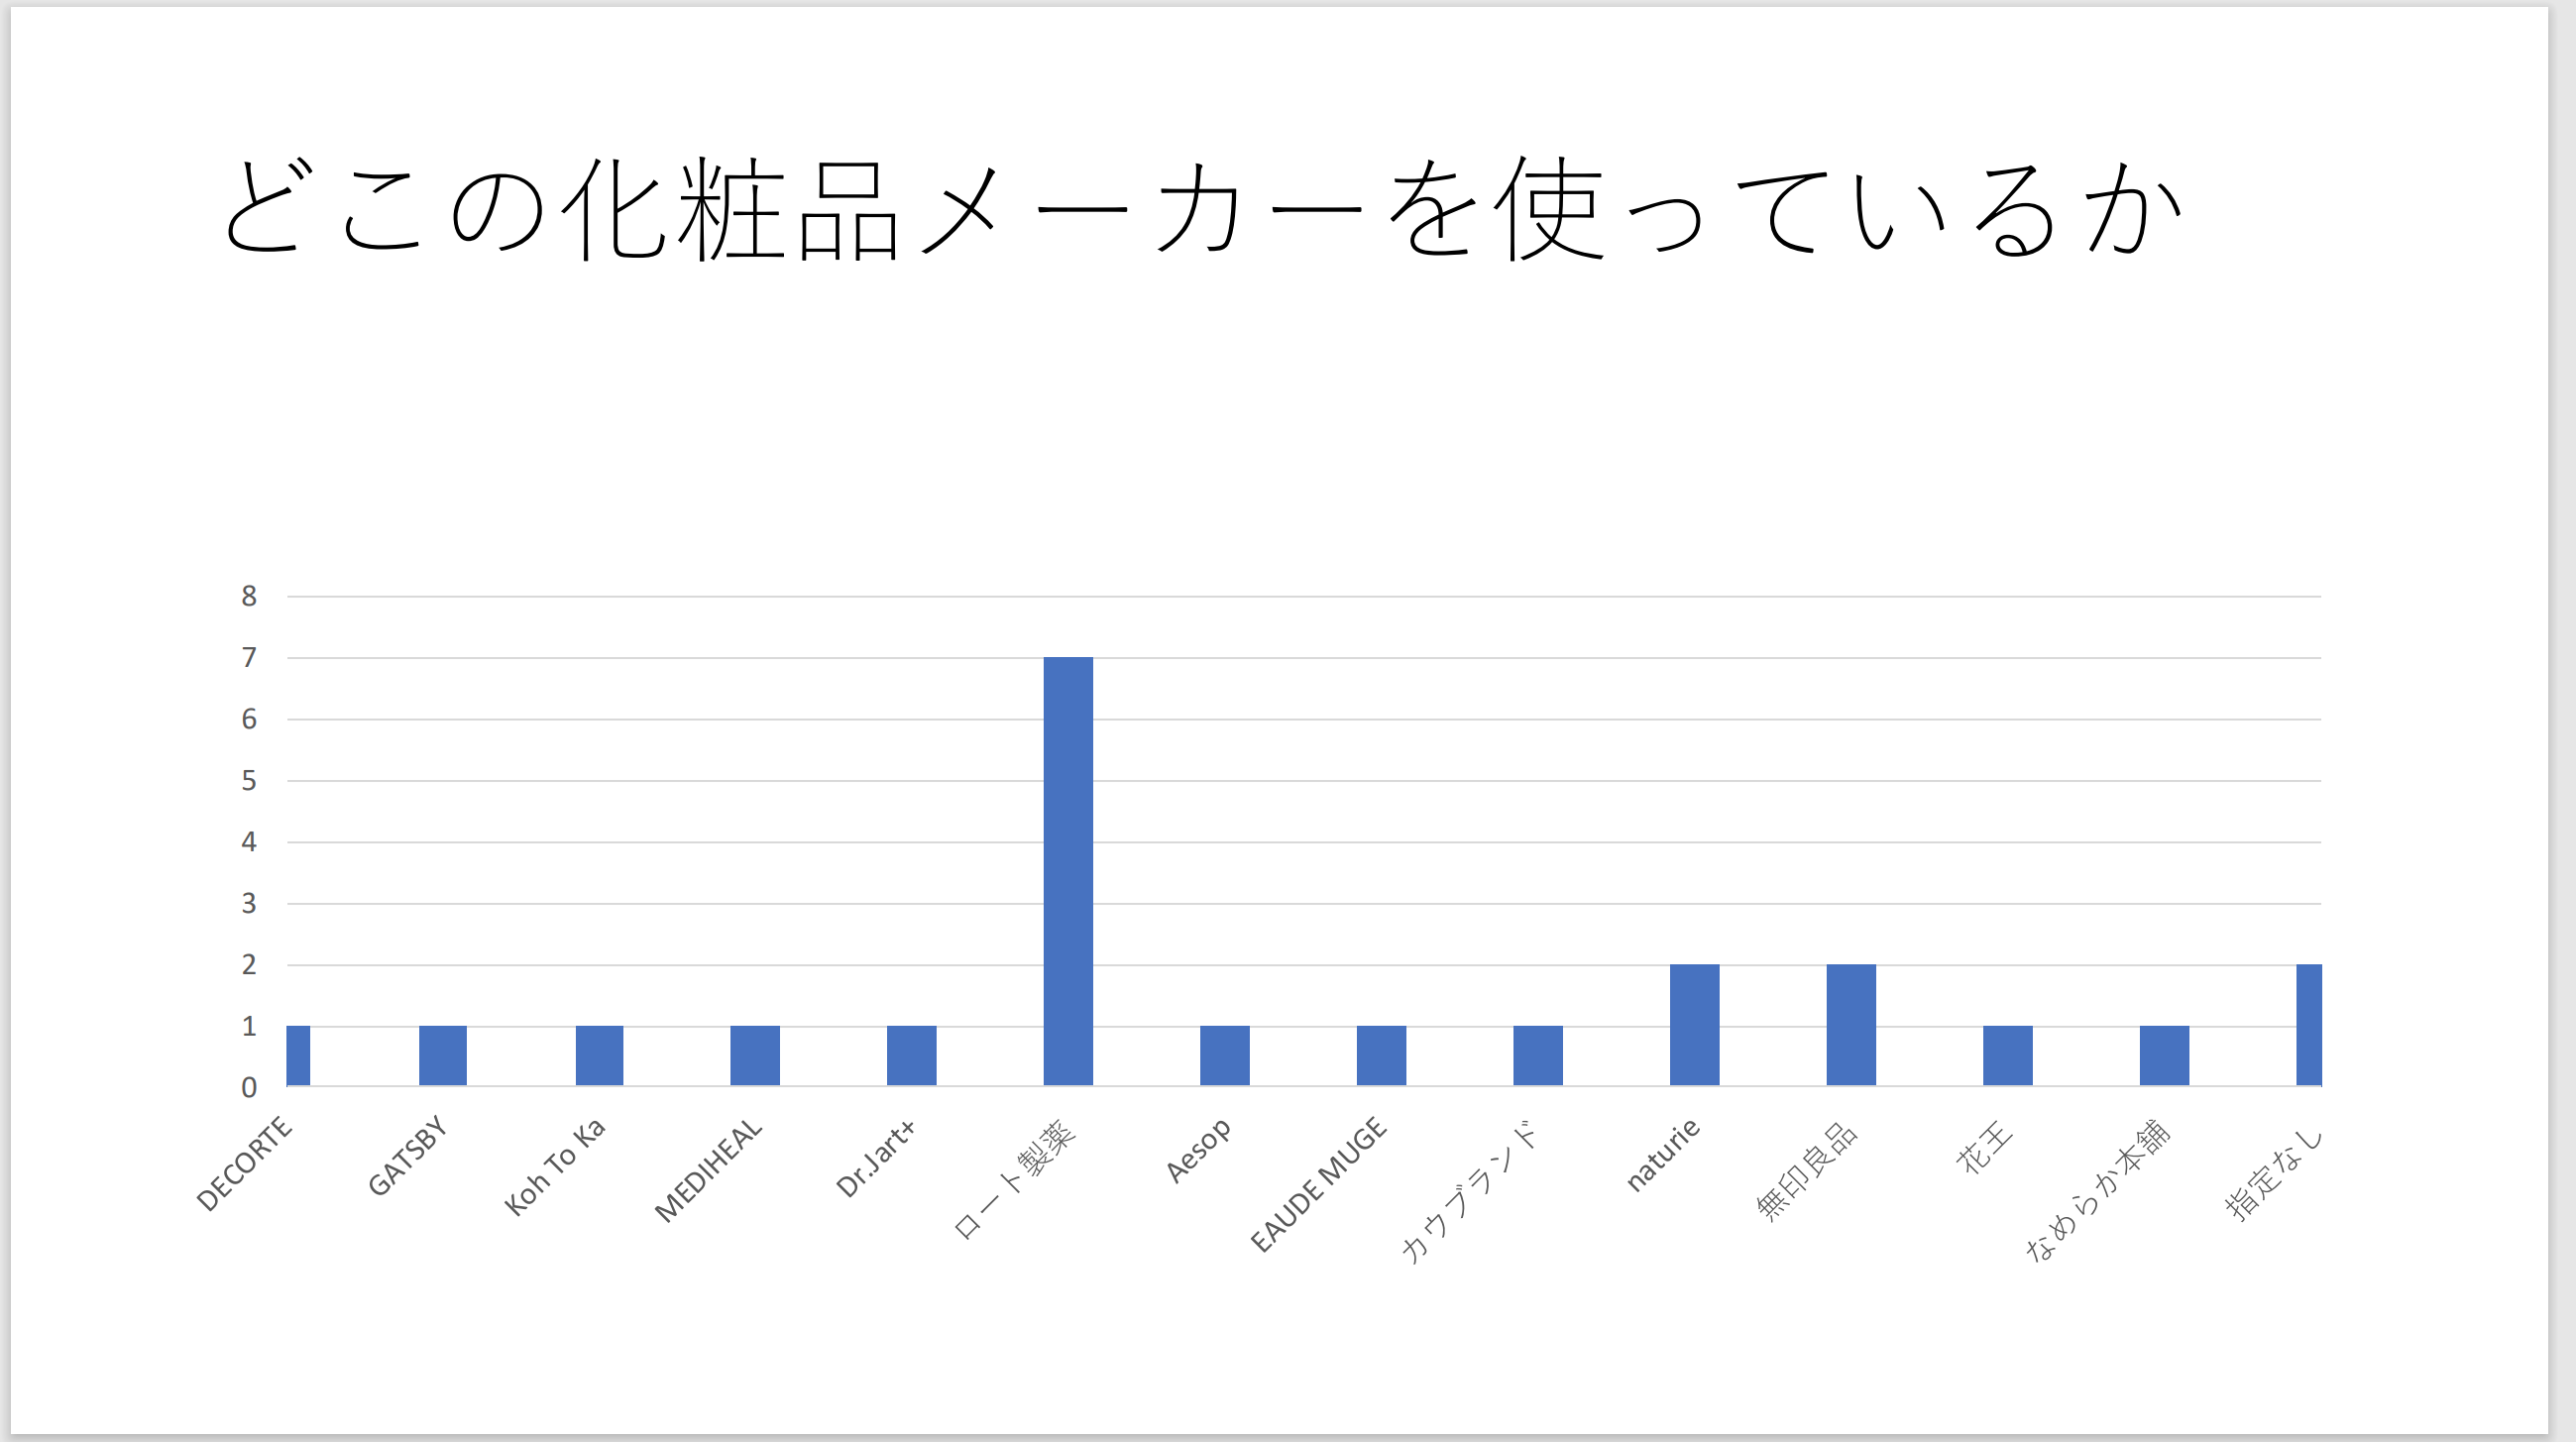 どこの化粧品メーカーを使っているか
8
7
6
5
4
3
2
1
0
DECORTE
GATSBY
Koh To Ka
MEDIHEAL
Dr.Jart+
ロート製薬
Aesop
EAUDE MUGE
カウブランド
naturie
無印良品
花王
なめらか本舗
指定なし